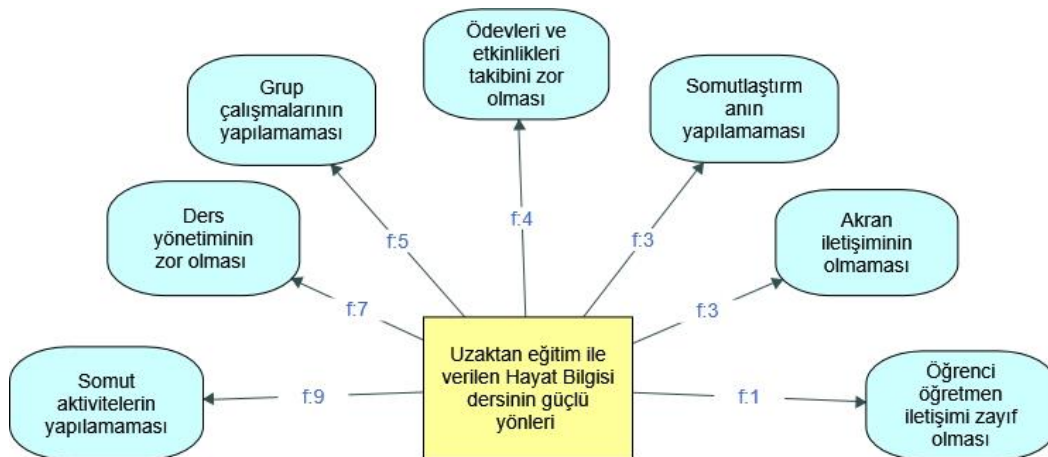 Ödevleri ve
etkinlikleri
takibini zor
olması
Grup
çalışmalarının
yapılamaması
Somutlaştırm
anın
yapılamaması
Ders
yönetiminin
zor olması
Akran
iletişiminin
olmaması
f:5
f:4
f:3
f:7
f:3
Somut
aktivitelerin
yapılamaması
f:9
Uzaktan eğitim ile
verilen Hayat Bilgisi
dersinin güçlü
yönleri
f:1
Öğrenci
öğretmen
iletişimi zayıf
olması